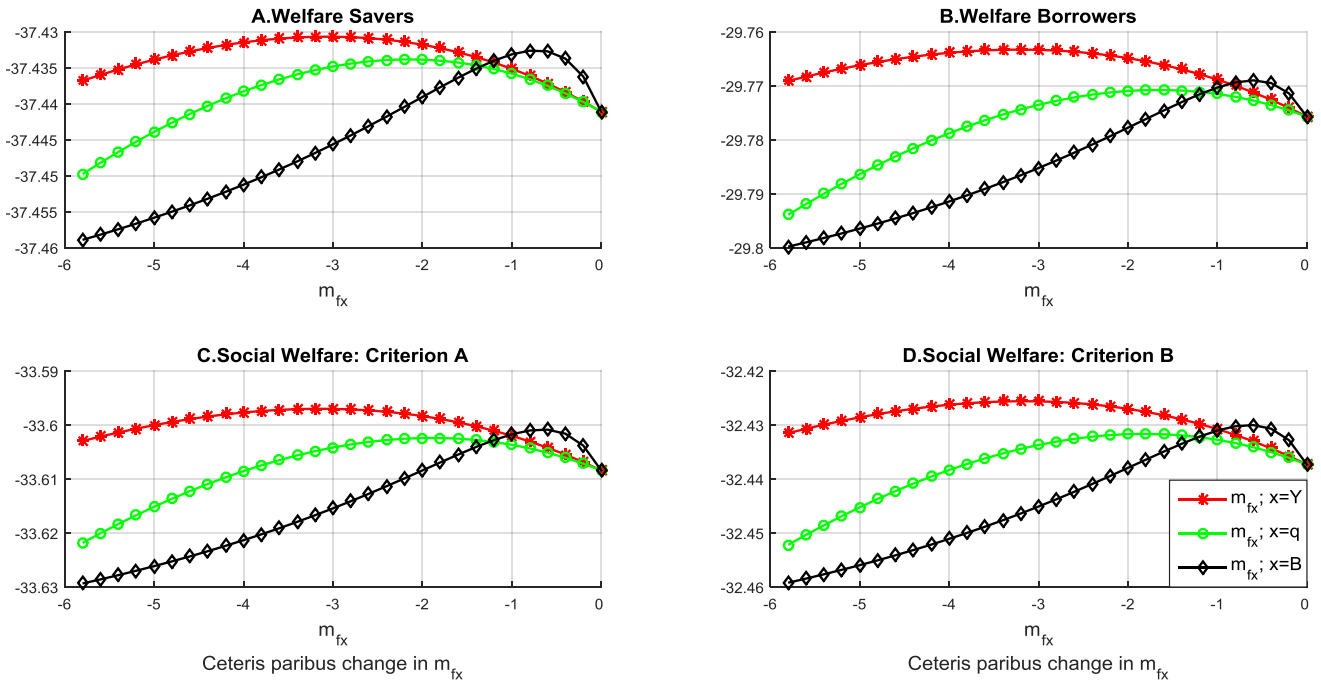 A.Welfare Savers
-37.43
-37.435
-37.44
-37.445
-37.45
-37.455
-37.46
-6 -5 -4 -3 -2 -1 0
m_fx
B.Welfare Borrowers
-29.76
-29.77
-29.78
-29.79
-29.8
-6 -5 -4 -3 -2 -1 0
m_fx
C.Social Welfare: Criterion A
-33.59
-33.6
-33.61
-33.62
-33.63
-6 -5 -4 -3 -2 -1 0
m_fx
Ceteris paribus change in m_fx
D.Social Welfare: Criterion B
-32.42
-32.43
-32.44
-32.45
-32.46
m_fx; x=Y
m_fx; x=q
m_fx; x=B
-6 -5 -4 -3 -2 -1 0
m_fx
Ceteris paribus change in m_fx